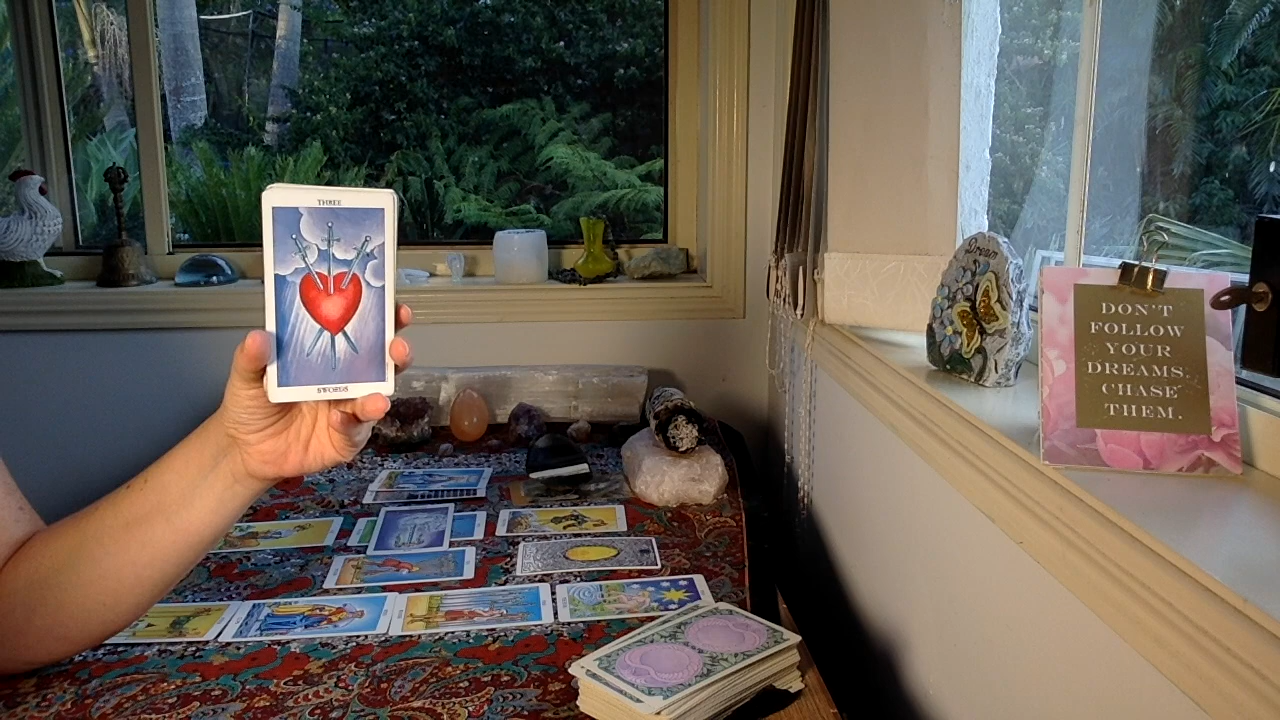 THREE
SWORDS
Dream
DON'T
FOLLOW
YOUR
DREAMS.
CHASE
THEM.